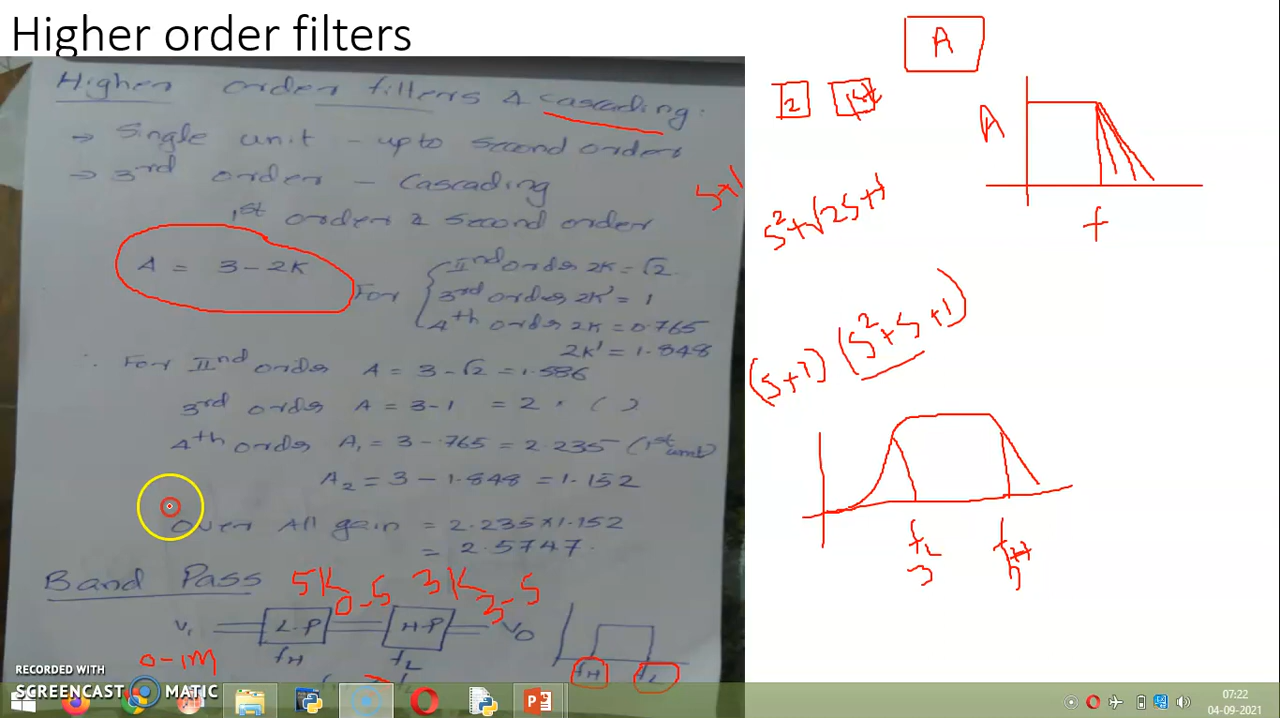 Higher order filters
Higher order filters & cascading.
→ Single unit - upto second order
→ 3rd order - Cascading
1st order & second order
A = 3 - 2K
For { IInd order 2K = √2
3rd order 2K' = 1
4th order 2K = 0.765
2K' = 1.848
For IInd order A = 3 - √2 = 1.586
3rd order A = 3 - 1 = 2 . ( )
4th order A1 = 3 - .765 = 2.235 (1st unit)
A2 = 3 - 1.848 = 1.152
Over All gain = 2.235 x 1.152
= 2.5747.
Band Pass
5K 0-5 3K 3-5
V1 L.P H.P VO
fH fL
0-1M
fH fL
A
2
A
f
S+1
S²+√2S+1
(S+1) (S²+S+1)
fL
3
RECORDED WITH
SCREENCAST MATIC
07:22
04-09-2021